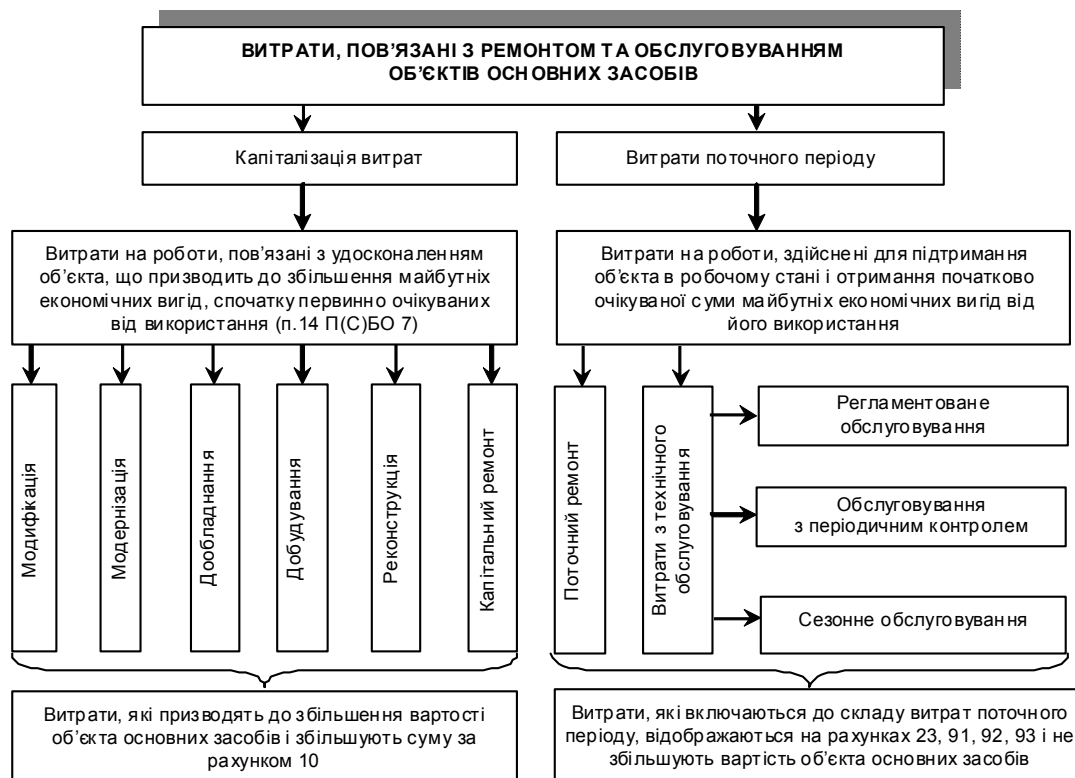 ВИТРАТИ, ПОВ’ЯЗАНІ З РЕМОНТОМ ТА ОБСЛУГОВУВАННЯМ
ОБ’ЄКТІВ ОСНОВНИХ ЗАСОБІВ
Капіталізація витрат
Витрати поточного періоду
Витрати на роботи, пов’язані з удосконаленням
об’єкта, що призводить до збільшення майбутніх
економічних вигід, спочатку первинно очікуваних
від використання (п.14 П(С)БО 7)
Витрати на роботи, здійснені для підтримання
об’єкта в робочому стані і отримання початково
очікуваної суми майбутніх економічних вигід від
його використання
Модифікація
Модернізація
Дообладнання
Добудування
Реконструкція
Капітальний ремонт
Поточний ремонт
Витрати з технічного
обслуговування
Регламентоване
обслуговування
Обслуговування
з періодичним контролем
Сезонне обслуговування
Витрати, які призводять до збільшення вартості
об’єкта основних засобів і збільшують суму за
рахунком 10
Витрати, які включаються до складу витрат поточного
періоду, відображаються на рахунках 23, 91, 92, 93 і не
збільшують вартість об’єкта основних засобів